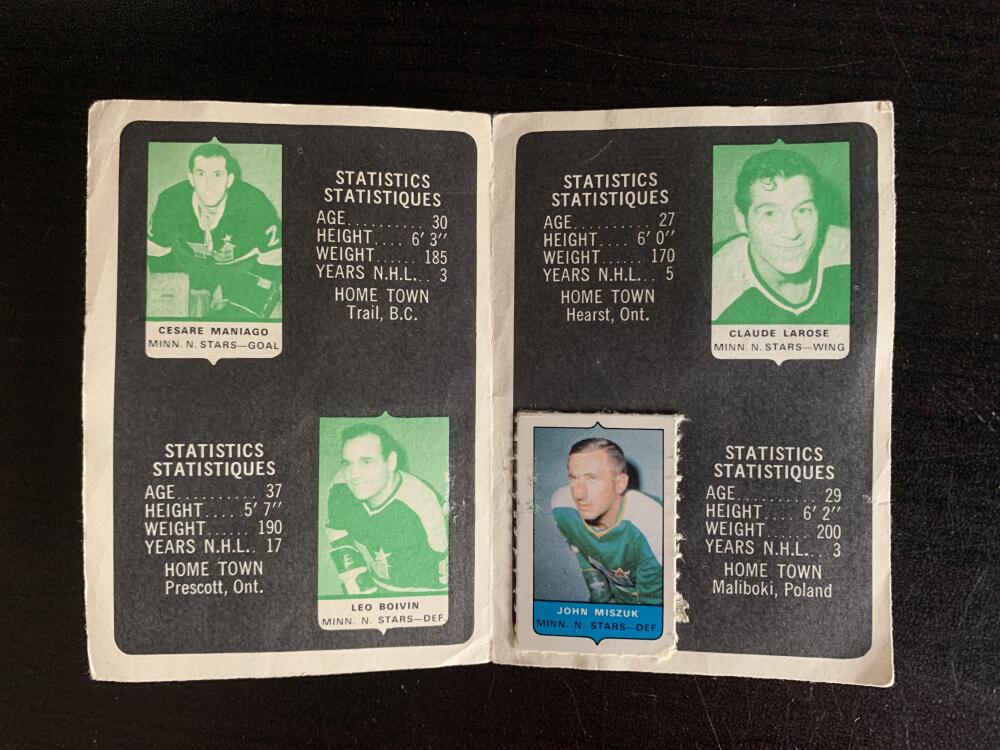 CESARE MANIAGO
MINN. N. STARS—GOAL
STATISTICS
STATISTIQUES
AGE.......... 30
HEIGHT.... 6' 3"
WEIGHT...... 185
YEARS N.H.L... 3
HOME TOWN
Trail, B.C.
STATISTICS
STATISTIQUES
AGE.......... 37
HEIGHT.... 5' 7"
WEIGHT...... 190
YEARS N.H.L.. 17
HOME TOWN
Prescott, Ont.
LEO BOIVIN
MINN. N. STARS—DEF.
STATISTICS
STATISTIQUES
AGE.......... 27
HEIGHT.... 6' 0"
WEIGHT...... 170
YEARS N.H.L... 5
HOME TOWN
Hearst, Ont.
CLAUDE LAROSE
MINN. N. STARS—WING
JOHN MISZUK
MINN. N. STARS—DEF.
STATISTICS
STATISTIQUES
AGE.......... 29
HEIGHT.... 6' 2"
WEIGHT...... 200
YEARS N.H.L... 3
HOME TOWN
Maliboki, Poland